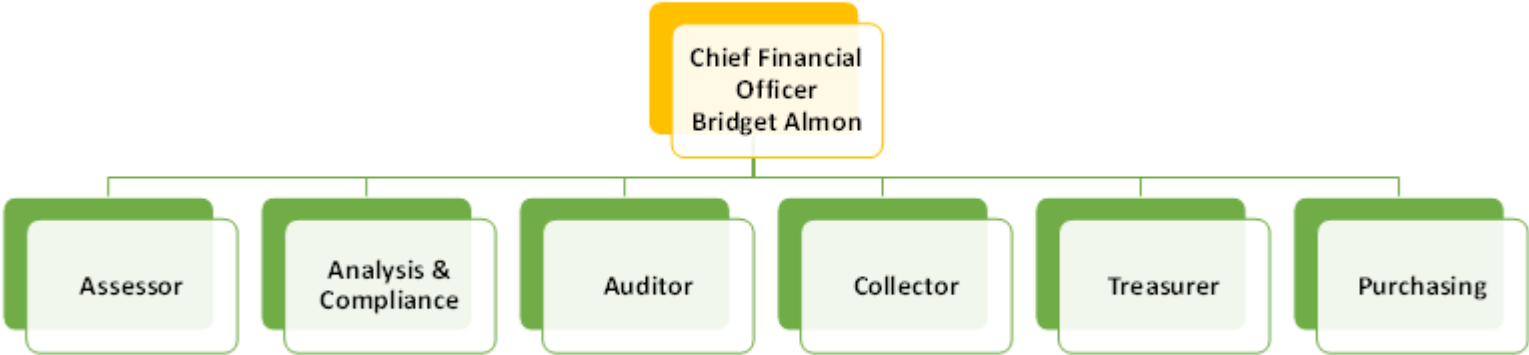 Chief Financial
Officer
Bridget Almon
Assessor
Analysis &
Compliance
Auditor
Collector
Treasurer
Purchasing